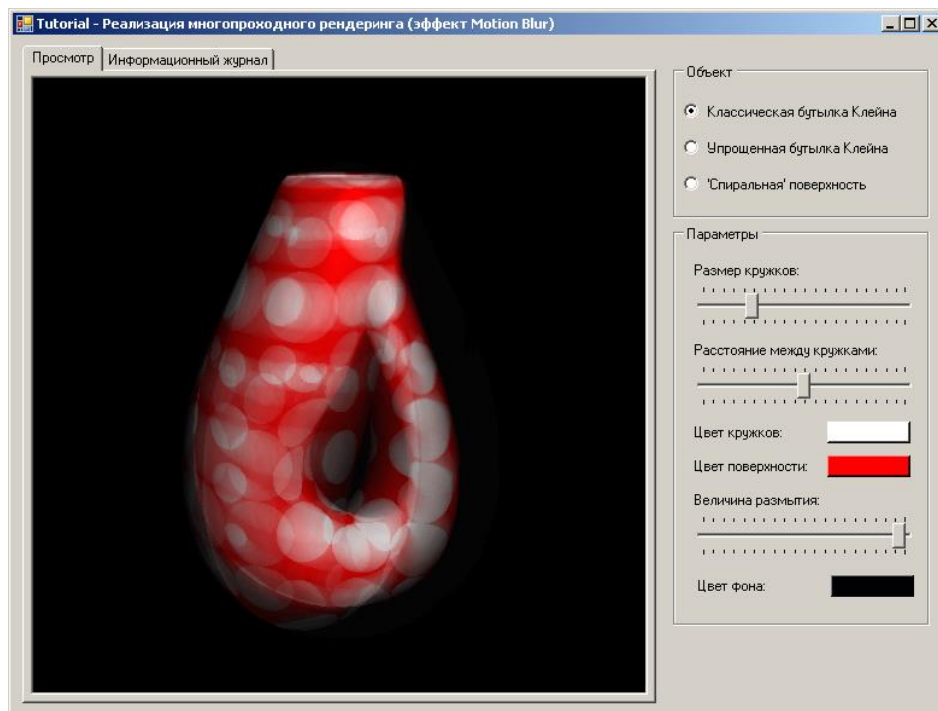 Tutorial - Реализация многопроходного рендеринга (эффект Motion Blur)
Просмотр
Информационный журнал
Объект
Классическая бутылка Клейна
Упрощенная бутылка Клейна
'Спиральная' поверхность
Параметры
Размер кружков:
Расстояние между кружками:
Цвет кружков:
Цвет поверхности:
Величина размытия:
Цвет фона: